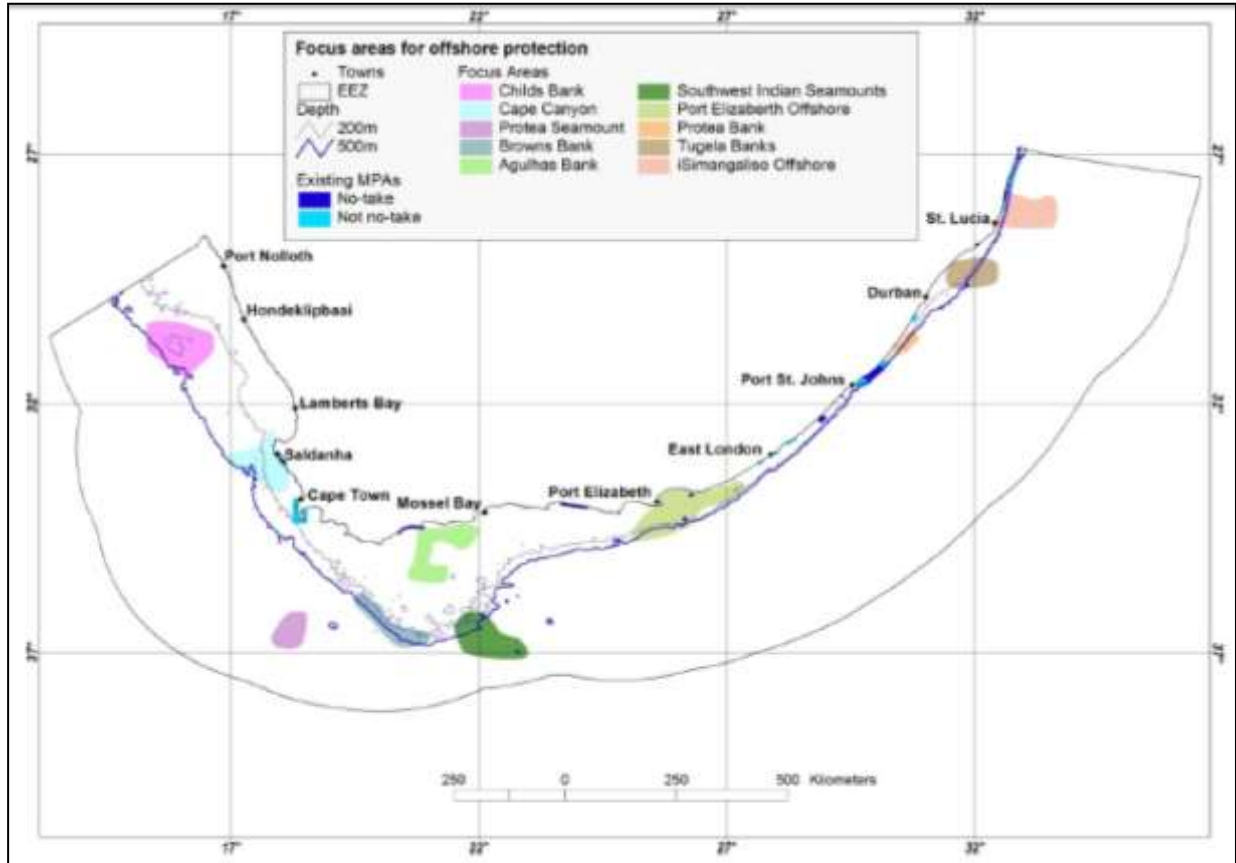 17° 22° 27° 32°
Focus areas for offshore protection
Towns
EEZ
Depth
200m
500m
Existing MPAs
No-take
Not no-take
Focus Areas
Childs Bank
Cape Canyon
Protea Seamount
Browns Bank
Agulhas Bank
Southwest Indian Seamounts
Port Elizaberth Offshore
Protea Bank
Tugela Banks
iSimangaliso Offshore
27° 27°
St. Lucia
Port Nolloth
Durban
Hondeklipbaai
Port St. Johns
32° 32°
Lamberts Bay
East London
Saldanha
Port Elizabeth
Cape Town
Mossel Bay
37° 37°
250 0 250 500 Kilometers
17° 22° 27° 32°